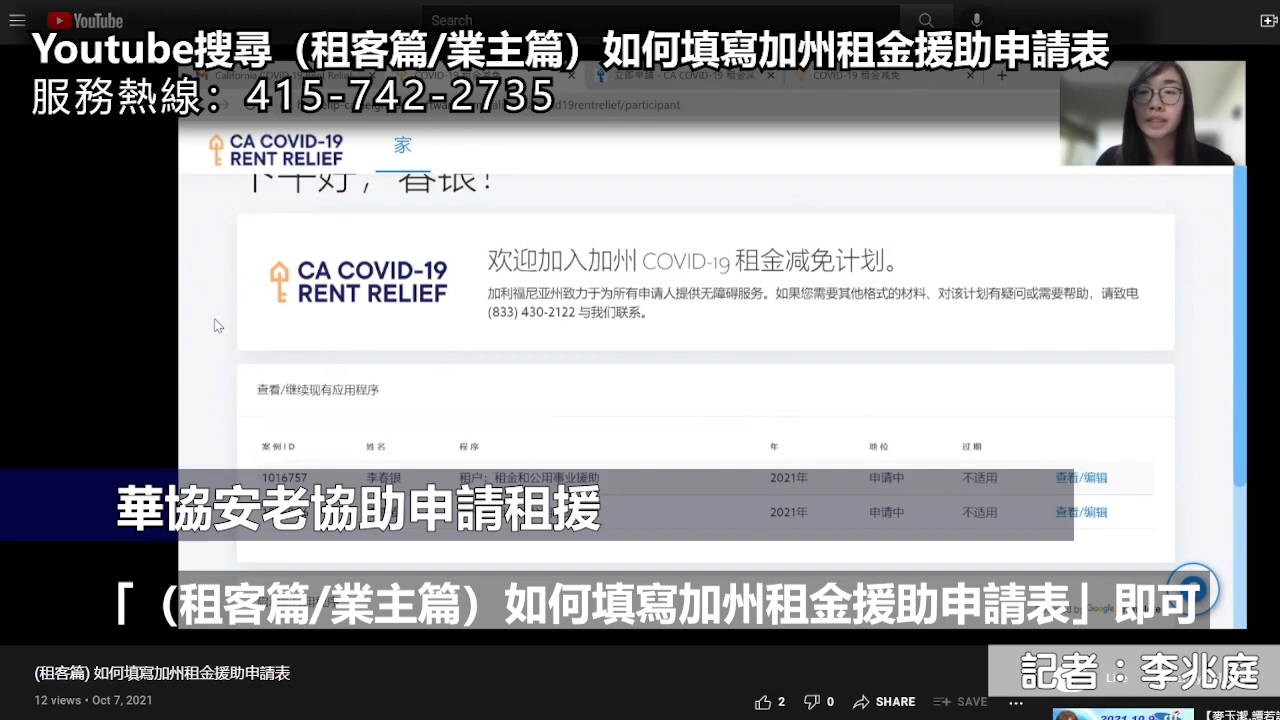 Search
YouTube
Youtube搜尋（租客篇/業主篇）如何填寫加州租金援助申請表
服務熱線：415-742-2735
d19rentrelief/participant
CA COVID-19
RENT RELIEF
家
下午好，春银！
CA COVID-19
RENT RELIEF
欢迎加入加州 COVID-19 租金减免计划。
加利福尼亚州致力于为所有申请人提供无障碍服务。如果您需要其他格式的材料、对该计划有疑问或需要帮助，请致电
(833) 430-2122 与我们联系。
查看/继续现有应用程序
案例 ID 姓名 程序 年 地位 过期
1016757 李春银 租户：租金和公用事业援助 2021年 申请中 不适用 查看/编辑
2021年 申请中 不适用 查看/编辑
華協安老協助申請租援
「（租客篇/業主篇）如何填寫加州租金援助申請表」即可
記者：李兆庭
(租客篇) 如何填寫加州租金援助申請表
12 views • Oct 7, 2021
2 0 SHARE SAVE